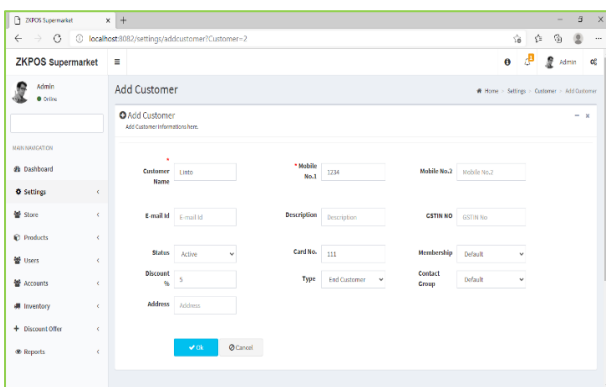 ZKPOS Supermarket
localhost:8082/settings/addcustomer?Customer=2
ZKPOS Supermarket
Admin
Admin
Online
Add Customer
Home > Settings > Customer > Add Customer
Add Customer
Add Customer Informations here.
MAIN NAVIGATION
Dashboard
Settings
Store
Products
Users
Accounts
Inventory
Discount Offer
Reports
* Customer Name
Linto
* Mobile No.1
1234
Mobile No.2
Mobile No.2
E-mail Id
E-mail Id
Description
Description
GSTIN NO
GSTIN No
Status
Active
Card No.
111
Membership
Default
Discount %
5
Type
End Customer
Contact Group
Default
Address
Address
Ok
Cancel